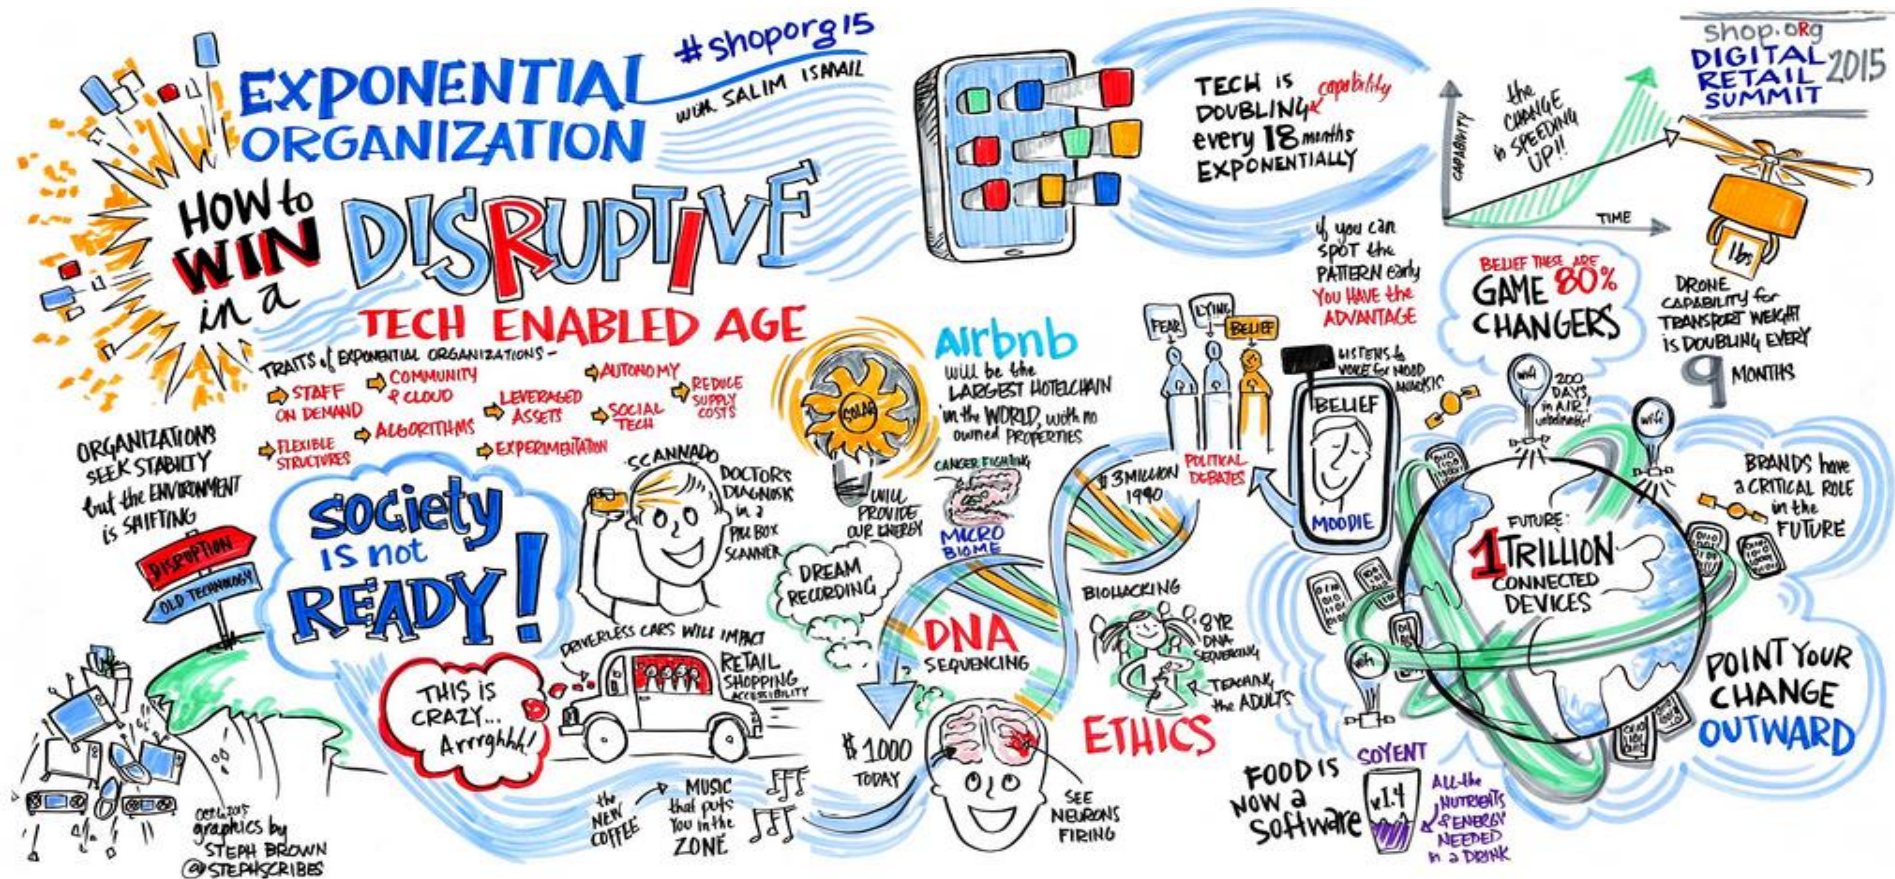 EXPONENTIAL
ORGANIZATION
#shoporg15
with SALIM ISMAIL
HOW to
WIN
in a
DISRUPTIVE
TECH ENABLED AGE
TRAITS of EXPONENTIAL ORGANIZATIONS -
STAFF
ON DEMAND
COMMUNITY
& CLOUD
ALGORITHMS
FLEXIBLE
STRUCTURES
LEVERAGED
ASSETS
EXPERIMENTATION
AUTONOMY
SOCIAL
TECH
REDUCE
SUPPLY
COSTS
ORGANIZATIONS
SEEK STABILTY
but the ENVIRONMENT
is SHIFTING
DISRUPTION
OLD TECHNOLOGY
Society
IS not
READY!
SCANNADO
DOCTORS
DIAGNOSIS
in a
PILL BOX
SCANNER
DRIVERLESS CARS WILL IMPACT
RETAIL
SHOPPING
ACCESSIBILITY
THIS is
CRAZY...
Arrrghhh!
the
NEW
COFFEE
MUSIC
that puts
You in the
ZONE
Oct.6.2015
graphics by
STEPH BROWN
@STEPHSCRIBES
SOLAR
WILL
PROVIDE
OUR ENERGY
Airbnb
will be the
LARGEST HOTELCHAIN
in the WORLD, with no
owned PROPERTIES
CANCER FIGHTING
MICRO
BIOME
DREAM
RECORDING
DNA
SEQUENCING
$3 MILLION
1990
$1000
TODAY
SEE
NEURONS
FIRING
BIOHACKING
8 YR
DNA
SEQUENCING
TEACHING
the ADULTS
ETHICS
TECH IS
DOUBLING capability
every 18 months
EXPONENTIALLY
if you can
SPOT the
PATTERN early
YOU HAVE the
ADVANTAGE
FEAR
LYING
BELIEF
POLITICAL
DEBATES
LISTENS to
VOICE for MOOD
BELIEF
MOODIE
shop.org
DIGITAL
RETAIL
SUMMIT
2015
CAPABILITY
the
CHANGE
is SPEEDING
UP!!
TIME
BELIEF THESE ARE
GAME 80%
CHANGERS
lbs
DRONE
CAPABILITY for
TRANSPORT WEIGHT
is DOUBLING EVERY
9
MONTHS
wifi
200
DAYS
in AIR!
wifi
wifi
FUTURE:
1 TRILLION
CONNECTED
DEVICES
BRANDS have
a CRITICAL ROLE
in the
FUTURE
POINT YOUR
CHANGE
OUTWARD
FOOD IS
NOW a
Software
SOYENT
v1.4
ALL the
NUTRIENTS
& ENERGY
NEEDED
in a DRINK